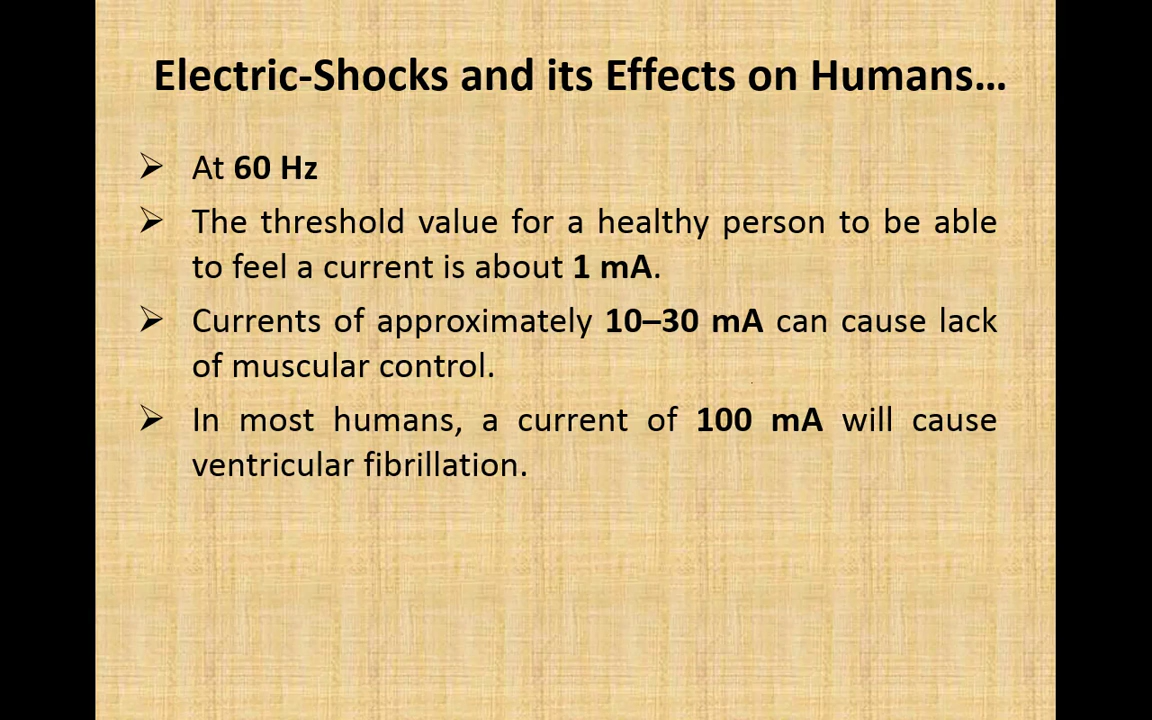 Electric-Shocks and its Effects on Humans...
➢ At 60 Hz
➢ The threshold value for a healthy person to be able
to feel a current is about 1 mA.
➢ Currents of approximately 10–30 mA can cause lack
of muscular control.
➢ In most humans, a current of 100 mA will cause
ventricular fibrillation.